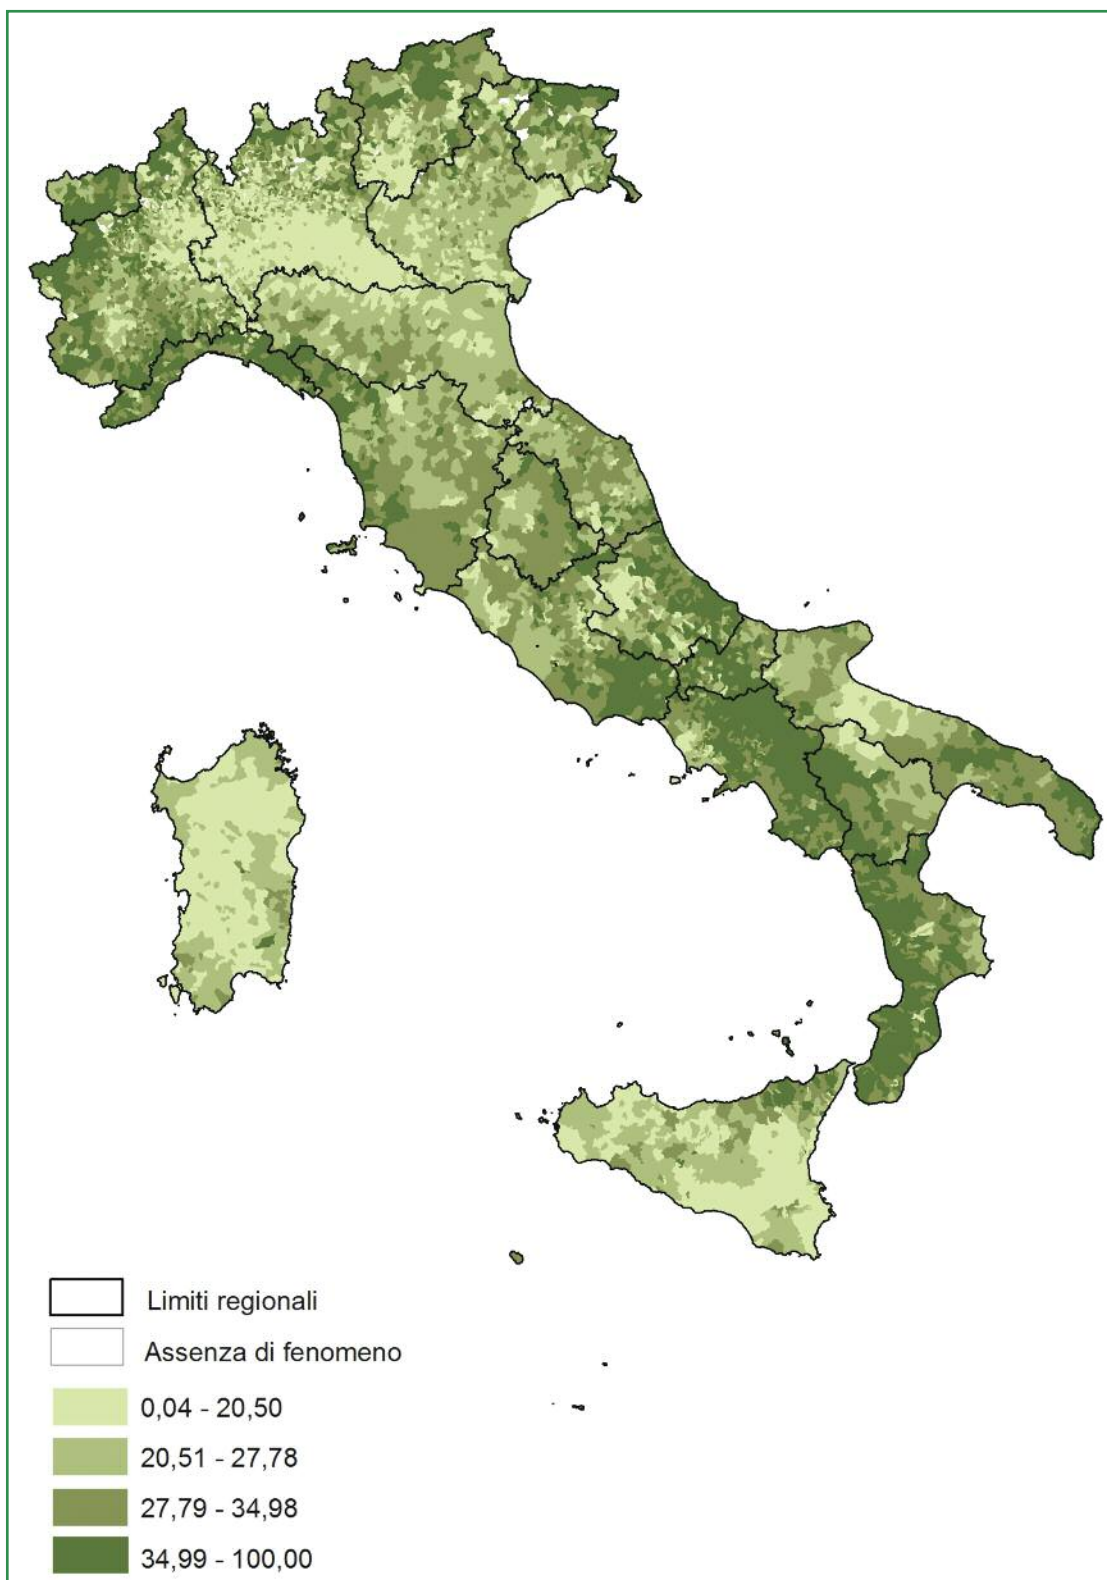 Limiti regionali
Assenza di fenomeno
0,04 - 20,50
20,51 - 27,78
27,79 - 34,98
34,99 - 100,00